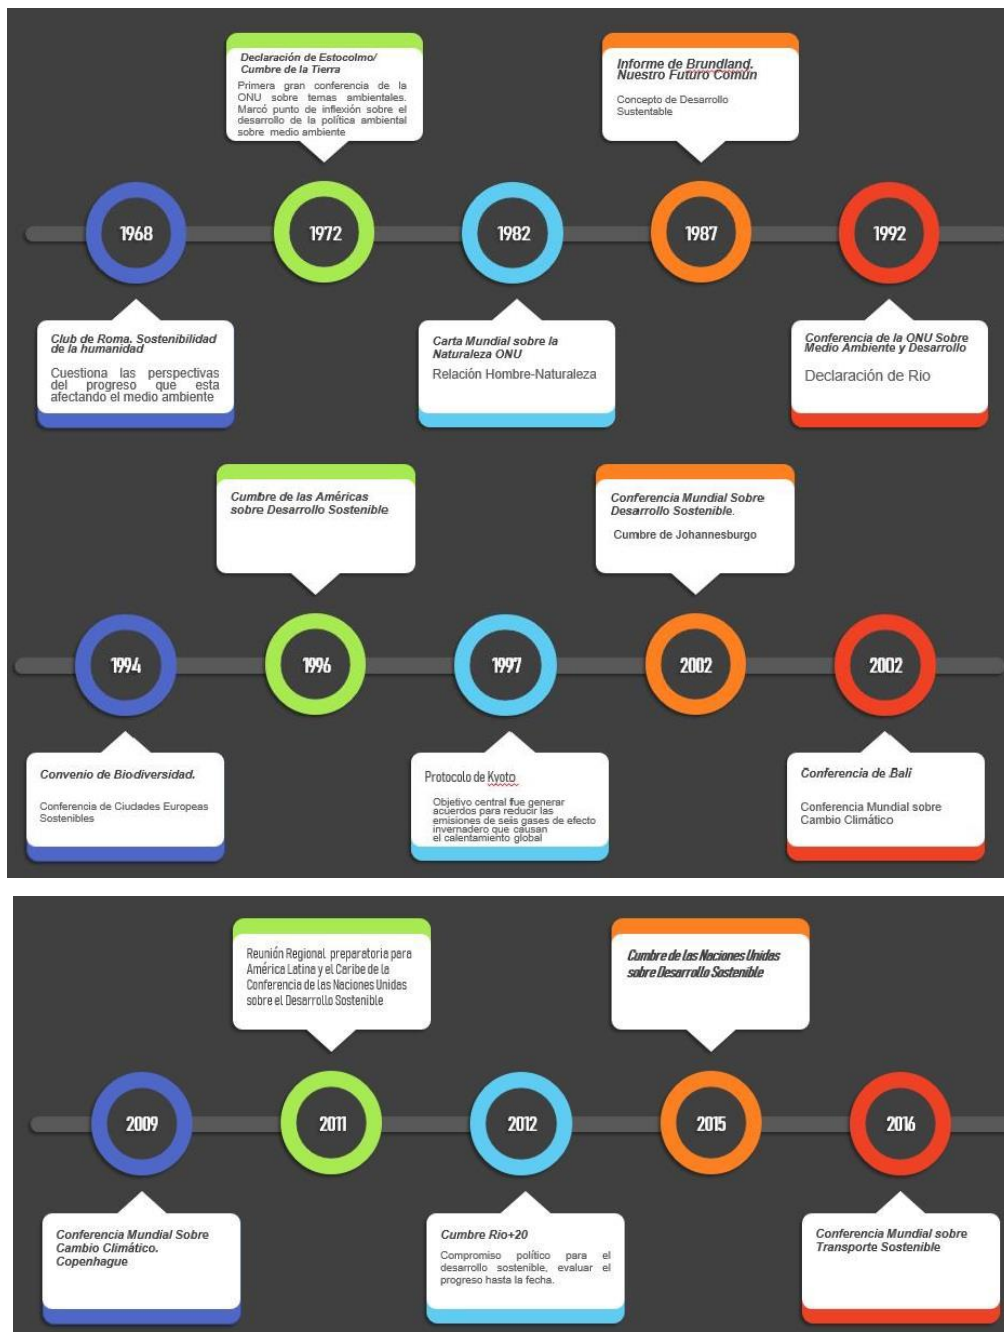 Declaración de Estocolmo/
Cumbre de la Tierra
Primera gran conferencia de la
ONU sobre temas ambientales.
Marcó punto de inflexión sobre el
desarrollo de la política ambiental
sobre medio ambiente
Informe de Brundland.
Nuestro Futuro Común
Concepto de Desarrollo
Sustentable
1968
1972
1982
1987
1992
Club de Roma. Sostenibilidad
de la humanidad
Cuestiona las perspectivas
del progreso que esta
afectando el medio ambiente
Carta Mundial sobre la
Naturaleza ONU
Relación Hombre-Naturaleza
Conferencia de la ONU Sobre
Medio Ambiente y Desarrollo
Declaración de Rio
Cumbre de las Américas
sobre Desarrollo Sostenible
Conferencia Mundial Sobre
Desarrollo Sostenible.
Cumbre de Johannesburgo
1994
1996
1997
2002
2002
Convenio de Biodiversidad.
Conferencia de Ciudades Europeas
Sostenibles
Protocolo de Kyoto
Objetivo central fue generar
acuerdos para reducir las
emisiones de seis gases de efecto
invernadero que causan
el calentamiento global
Conferencia de Bali
Conferencia Mundial sobre
Cambio Climático
Reunión Regional preparatoria para
América Latina y el Caribe de la
Conferencia de las Naciones Unidas
sobre el Desarrollo Sostenible
Cumbre de las Naciones Unidas
sobre Desarrollo Sostenible
2009
2011
2012
2015
2016
Conferencia Mundial Sobre
Cambio Climático.
Copenhague
Cumbre Rio+20
Compromiso político para el
desarrollo sostenible, evaluar el
progreso hasta la fecha.
Conferencia Mundial sobre
Transporte Sostenible